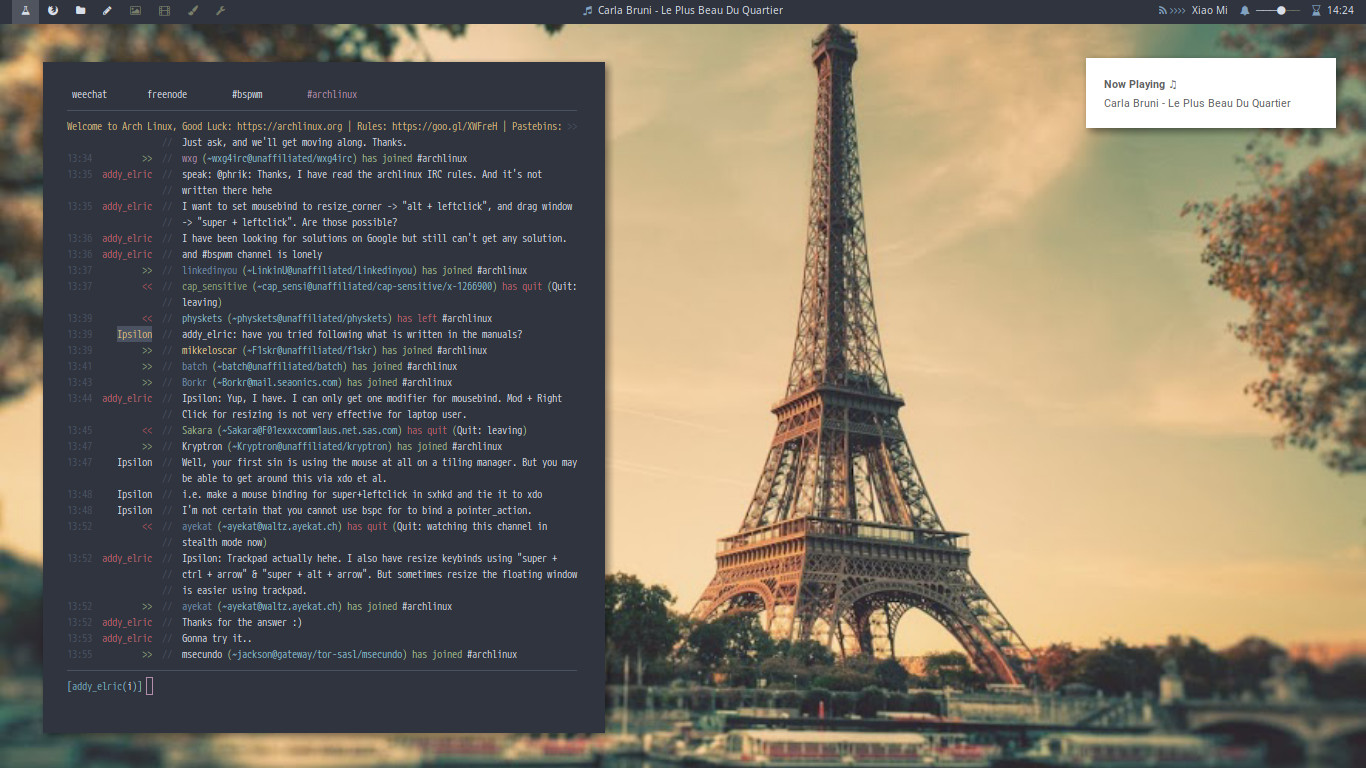 ♫ Carla Bruni - Le Plus Beau Du Quartier
Xiao Mi
14:24
Now Playing ♫
Carla Bruni - Le Plus Beau Du Quartier
weechat freenode #bspwm #archlinux
Welcome to Arch Linux, Good Luck: https://archlinux.org | Rules: https://goo.gl/XWFreH | Pastebins: >>
// Just ask, and we'll get moving along. Thanks.
13:34 >> // wxg (~wxg4irc@unaffiliated/wxg4irc) has joined #archlinux
13:35 addy_elric // speak: @phrik: Thanks, I have read the archlinux IRC rules. And it's not
// written there hehe
13:35 addy_elric // I want to set mousebind to resize_corner -> "alt + leftclick", and drag window
// -> "super + leftclick". Are those possible?
13:36 addy_elric // I have been looking for solutions on Google but still can't get any solution.
13:36 addy_elric // and #bspwm channel is lonely
13:37 >> // linkedinyou (~LinkinU@unaffiliated/linkedinyou) has joined #archlinux
13:37 << // cap_sensitive (~cap_sensi@unaffiliated/cap-sensitive/x-1266900) has quit (Quit:
// leaving)
13:39 << // physkets (~physkets@unaffiliated/physkets) has left #archlinux
13:39 Ipsilon // addy_elric: have you tried following what is written in the manuals?
13:39 >> // mikkeloscar (~F1skr@unaffiliated/f1skr) has joined #archlinux
13:41 >> // batch (~batch@unaffiliated/batch) has joined #archlinux
13:43 >> // Borkr (~Borkr@mail.seaonics.com) has joined #archlinux
13:44 addy_elric // Ipsilon: Yup, I have. I can only get one modifier for mousebind. Mod + Right
// Click for resizing is not very effective for laptop user.
13:45 << // Sakara (~Sakara@F01exxxcomm1aus.net.sas.com) has quit (Quit: leaving)
13:47 >> // Kryptron (~Kryptron@unaffiliated/kryptron) has joined #archlinux
13:47 Ipsilon // Well, your first sin is using the mouse at all on a tiling manager. But you may
// be able to get around this via xdo et al.
13:48 Ipsilon // i.e. make a mouse binding for super+leftclick in sxhkd and tie it to xdo
13:48 Ipsilon // I'm not certain that you cannot use bspc for to bind a pointer_action.
13:52 << // ayekat (~ayekat@waltz.ayekat.ch) has quit (Quit: watching this channel in
// stealth mode now)
13:52 addy_elric // Ipsilon: Trackpad actually hehe. I also have resize keybinds using "super +
// ctrl + arrow" & "super + alt + arrow". But sometimes resize the floating window
// is easier using trackpad.
13:52 >> // ayekat (~ayekat@waltz.ayekat.ch) has joined #archlinux
13:52 addy_elric // Thanks for the answer :)
13:53 addy_elric // Gonna try it..
13:55 >> // msecundo (~jackson@gateway/tor-sasl/msecundo) has joined #archlinux
[addy_elric(i)]